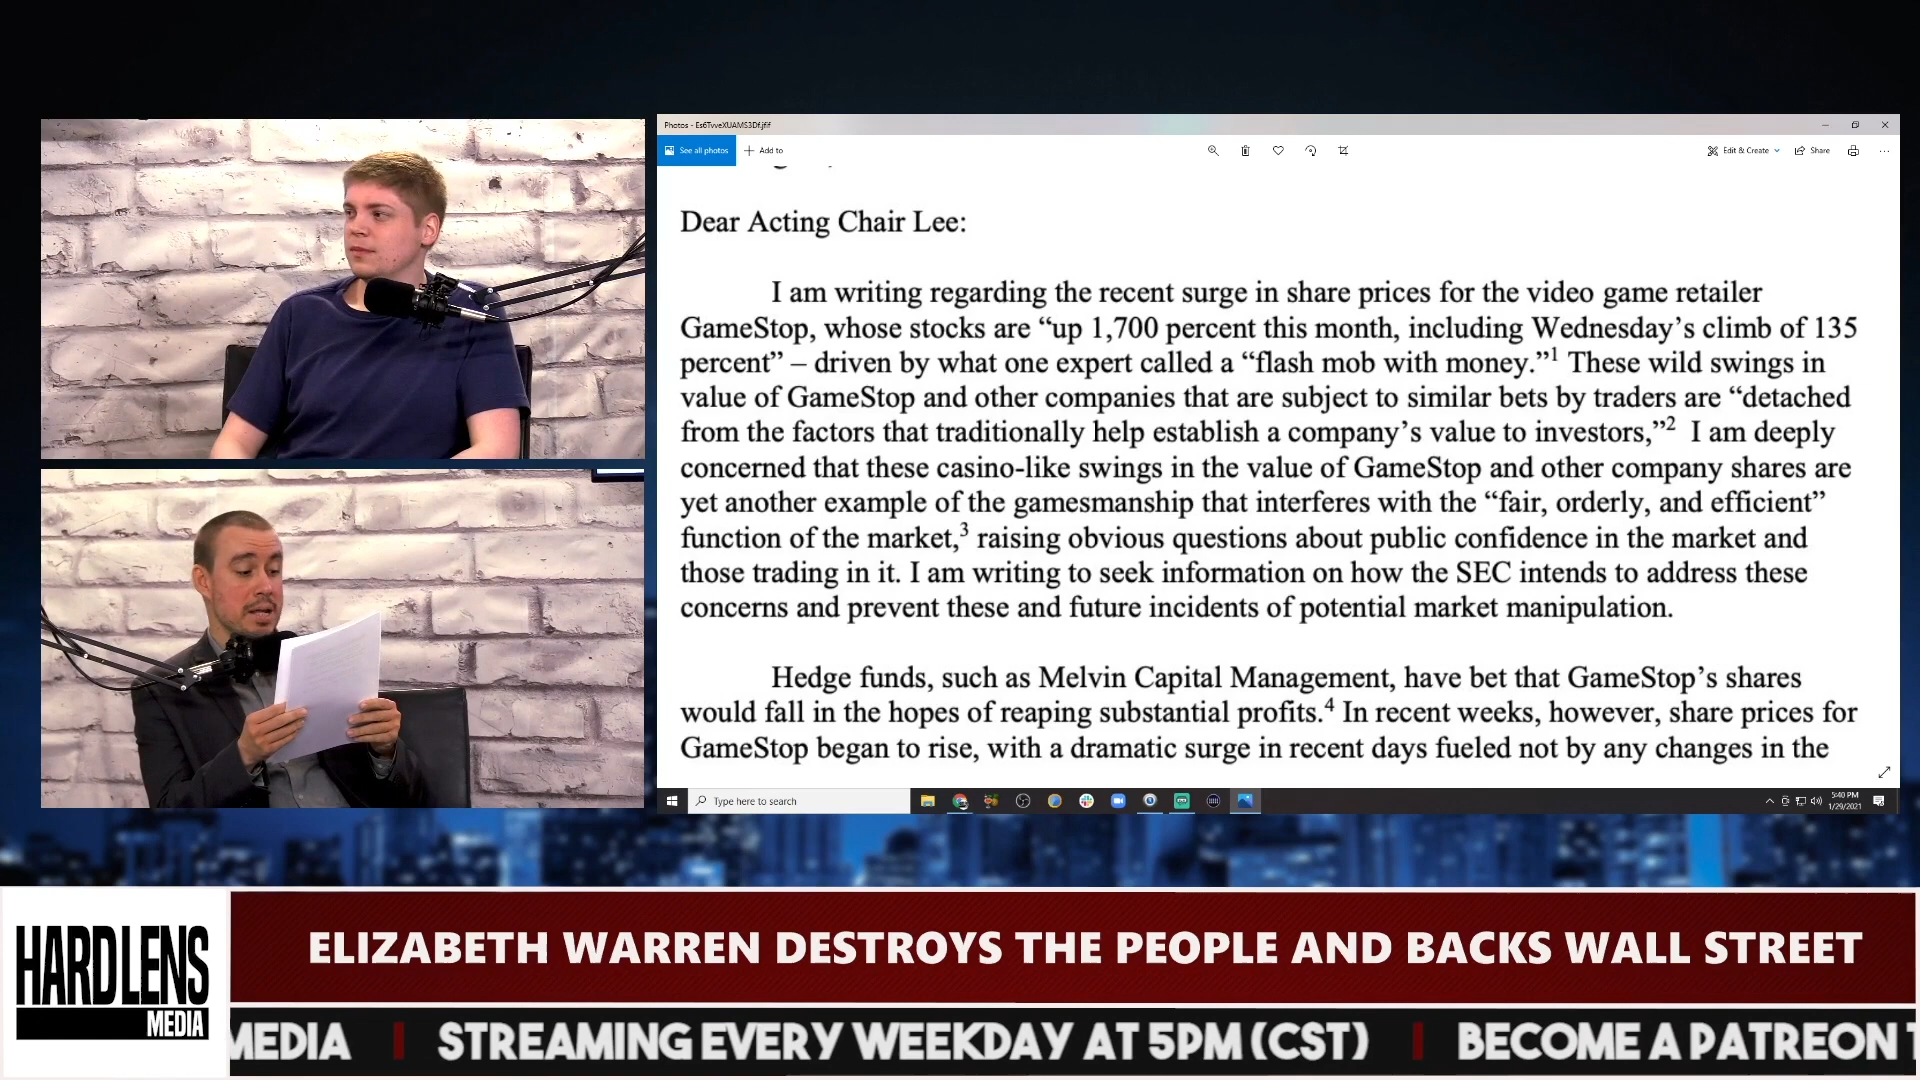 Photos - Es6TvveXUAMS3Df.jfif
See all photos
Add to
Edit & Create
Share
Dear Acting Chair Lee:
I am writing regarding the recent surge in share prices for the video game retailer
GameStop, whose stocks are “up 1,700 percent this month, including Wednesday’s climb of 135
percent” – driven by what one expert called a “flash mob with money.”1 These wild swings in
value of GameStop and other companies that are subject to similar bets by traders are “detached
from the factors that traditionally help establish a company’s value to investors,”2 I am deeply
concerned that these casino-like swings in the value of GameStop and other company shares are
yet another example of the gamesmanship that interferes with the “fair, orderly, and efficient”
function of the market,3 raising obvious questions about public confidence in the market and
those trading in it. I am writing to seek information on how the SEC intends to address these
concerns and prevent these and future incidents of potential market manipulation.
Hedge funds, such as Melvin Capital Management, have bet that GameStop’s shares
would fall in the hopes of reaping substantial profits.4 In recent weeks, however, share prices for
GameStop began to rise, with a dramatic surge in recent days fueled not by any changes in the
Type here to search
5:40 PM
1/29/2021
ELIZABETH WARREN DESTROYS THE PEOPLE AND BACKS WALL STREET
HARD LENS
MEDIA
MEDIA | STREAMING EVERY WEEKDAY AT 5PM (CST) | BECOME A PATREON